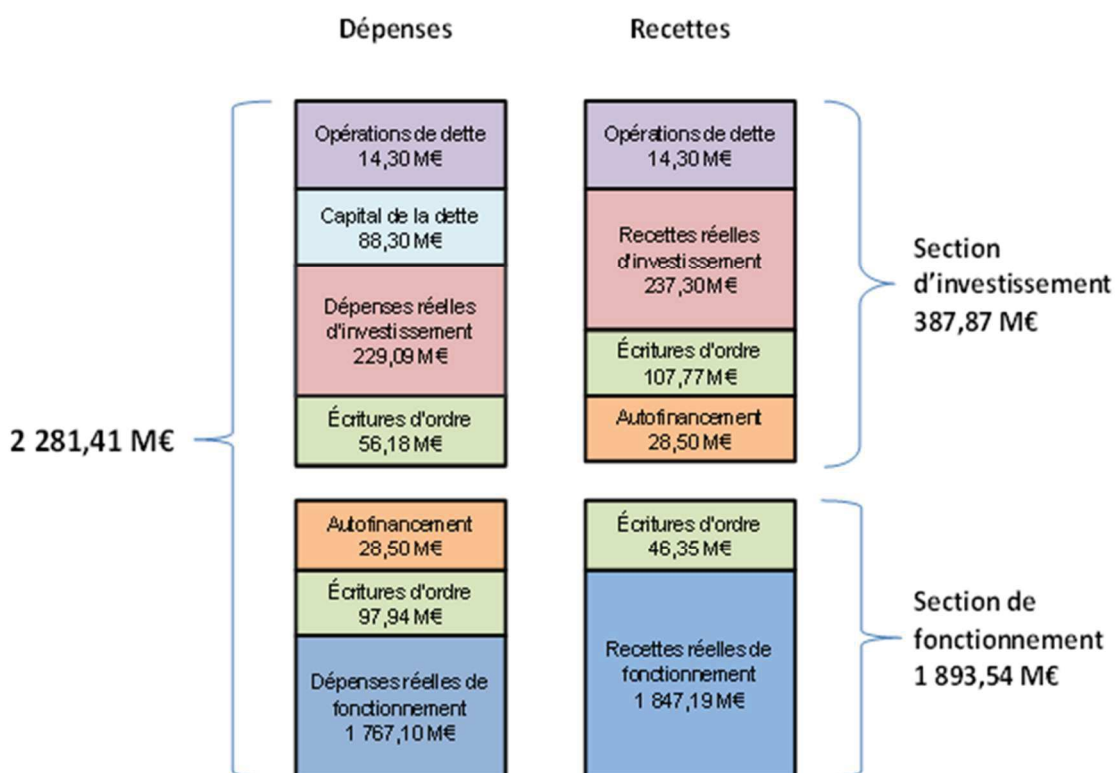 Dépenses
Recettes
Opérations de dette
14,30 M€
Capital de la dette
88,30 M€
Dépenses réelles
d'investissement
229,09 M€
Écritures d'ordre
56,18 M€
Opérations de dette
14,30 M€
Recettes réelles
d'investissement
237,30 M€
Écritures d'ordre
107,77 M€
Autofinancement
28,50 M€
Section
d'investissement
387,87 M€
2 281,41 M€
Autofinancement
28,50 M€
Écritures d'ordre
97,94 M€
Dépenses réelles de
fonctionnement
1 767,10 M€
Écritures d'ordre
46,35 M€
Recettes réelles de
fonctionnement
1 847,19 M€
Section de
fonctionnement
1 893,54 M€